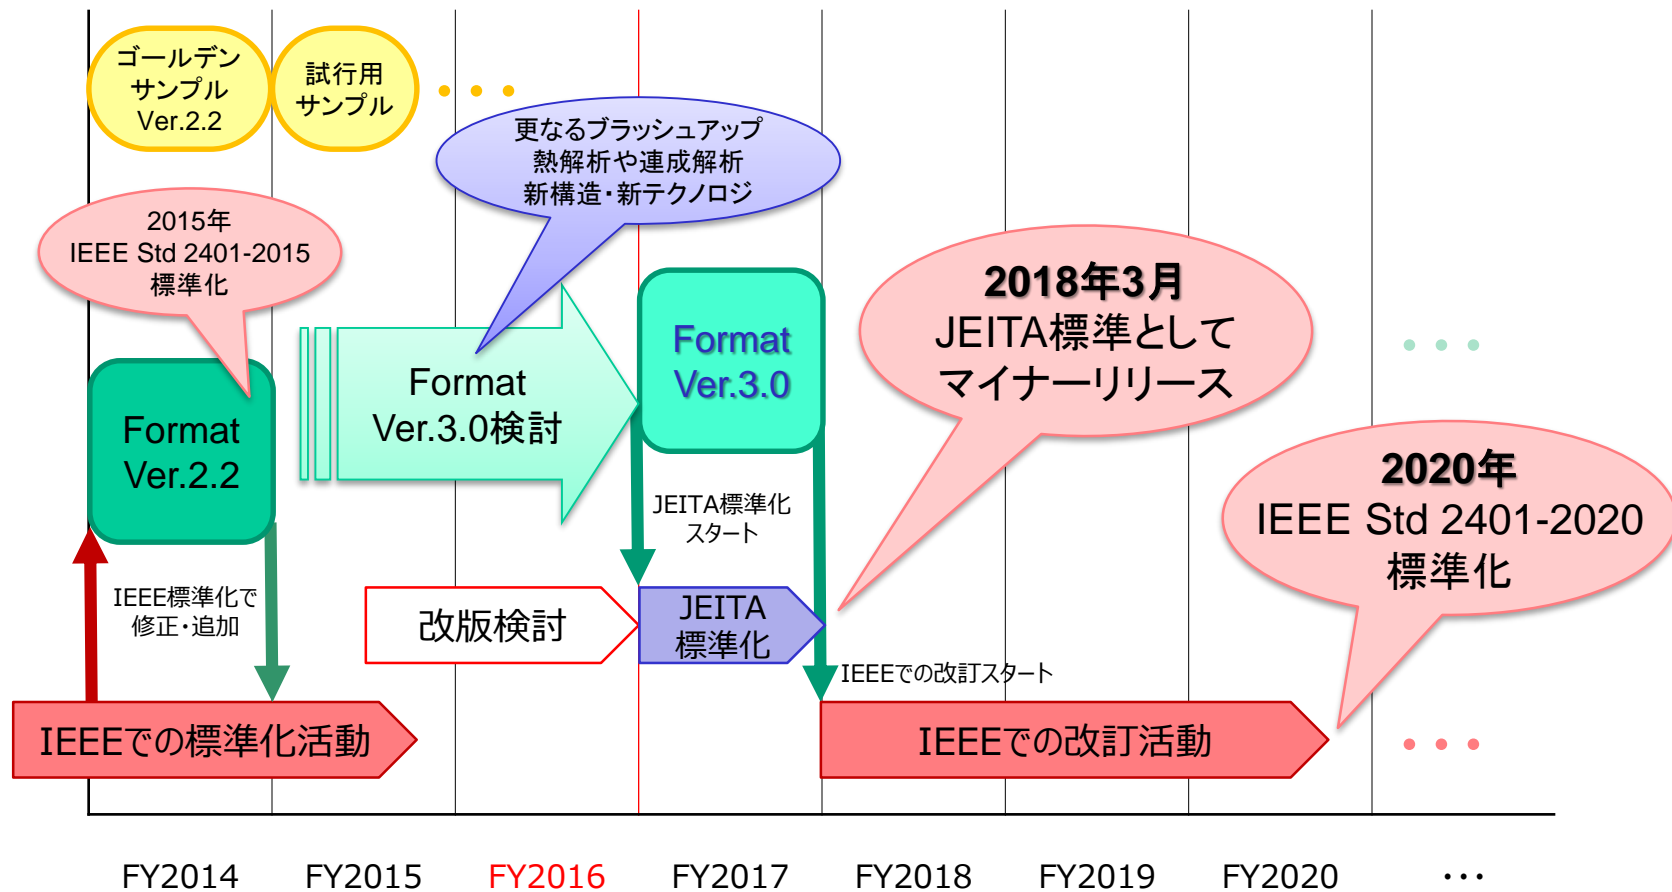 ゴールデン
サンプル
Ver.2.2
試行用
サンプル
・・・
更なるブラッシュアップ
熱解析や連成解析
新構造・新テクノロジ
2015年
IEEE Std 2401-2015
標準化
Format
Ver.2.2
Format
Ver.3.0検討
Format
Ver.3.0
2018年3月
JEITA標準として
マイナーリリース
・・・
2020年
IEEE Std 2401-2020
標準化
JEITA標準化
スタート
IEEE標準化で
修正・追加
改版検討
JEITA
標準化
IEEEでの改訂スタート
IEEEでの標準化活動
IEEEでの改訂活動
・・・
FY2014 FY2015 FY2016 FY2017 FY2018 FY2019 FY2020 ・・・